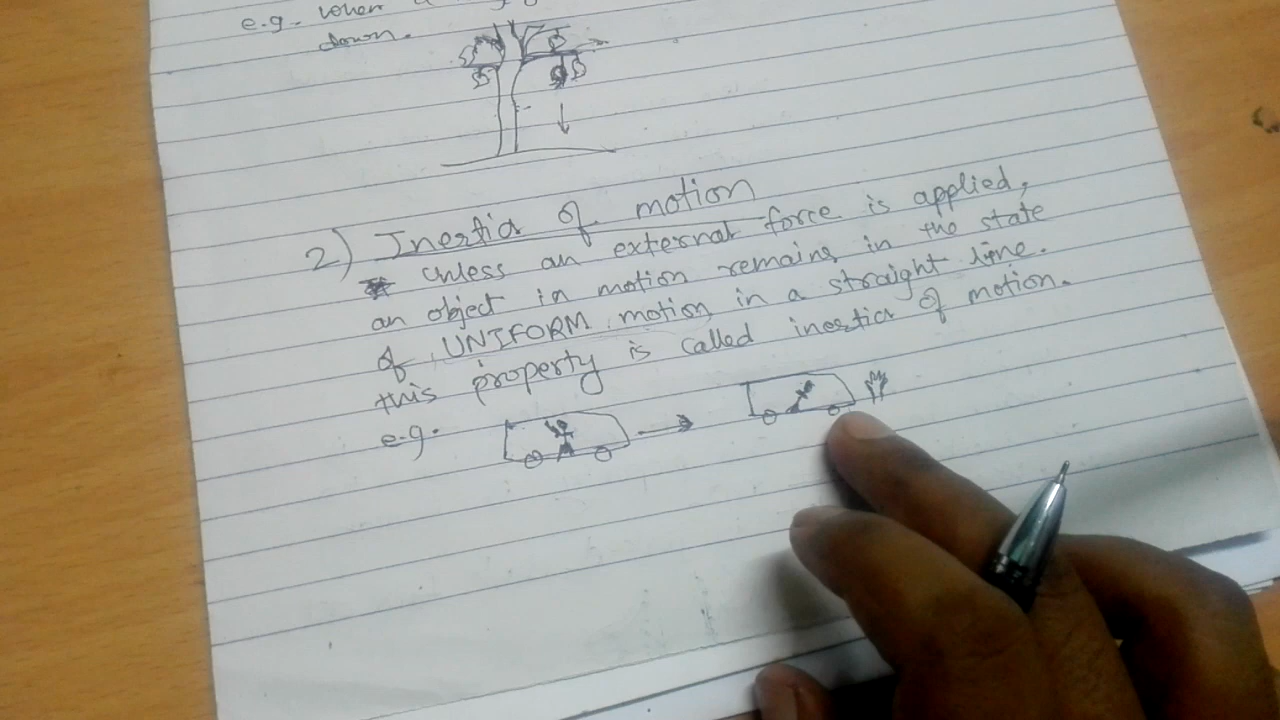 e.g. when a
down.
2) Inertia of motion
unless an external force is applied,
an object in motion remains in the state
of UNIFORM motion in a straight line.
this property is called inertia of motion.
e.g.